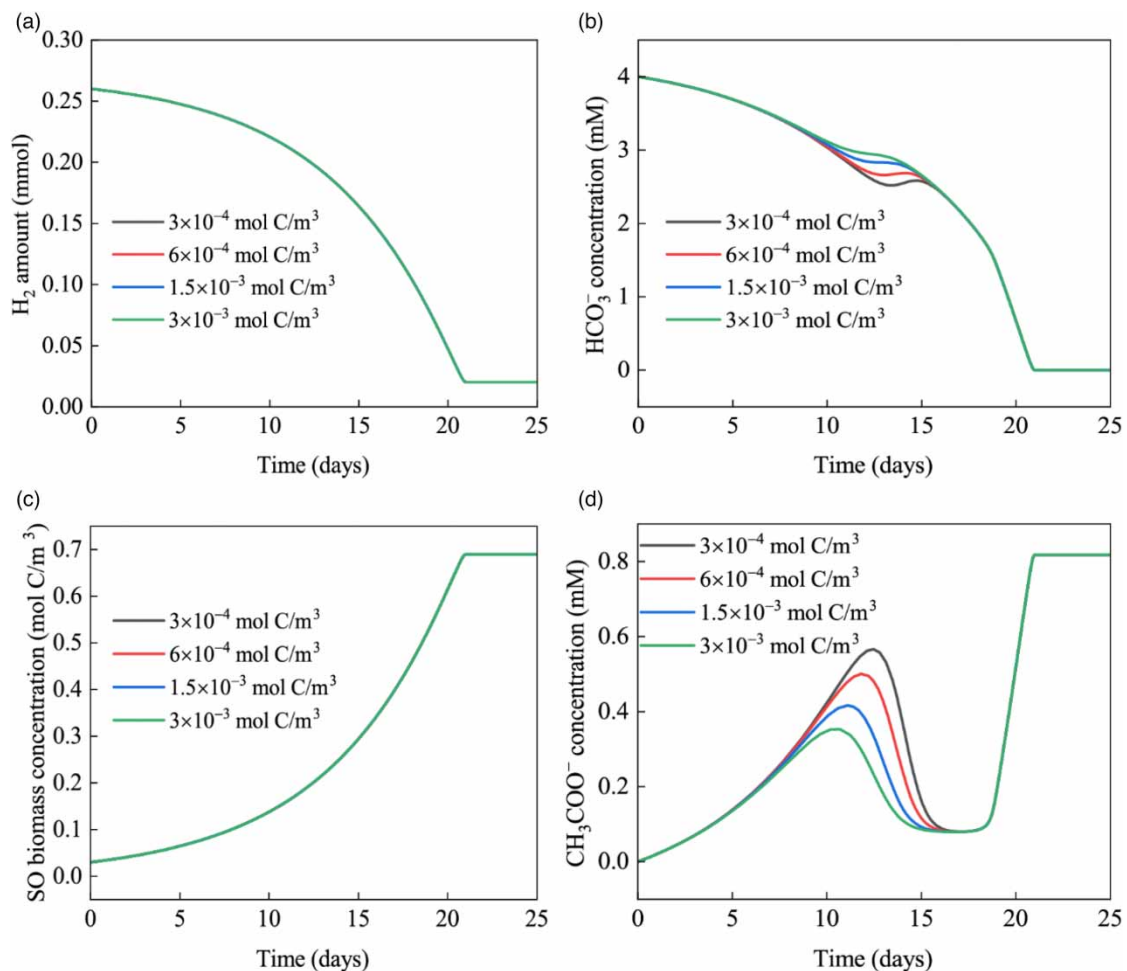 (a)
H₂ amount (mmol)
0.30
0.25
0.20
0.15
0.10
0.05
0.00
3×10⁻⁴ mol C/m³
6×10⁻⁴ mol C/m³
1.5×10⁻³ mol C/m³
3×10⁻³ mol C/m³
0 5 10 15 20 25
Time (days)
(b)
HCO₃⁻ concentration (mM)
4
3
2
1
0
3×10⁻⁴ mol C/m³
6×10⁻⁴ mol C/m³
1.5×10⁻³ mol C/m³
3×10⁻³ mol C/m³
0 5 10 15 20 25
Time (days)
(c)
SO biomass concentration (mol C/m³)
0.7
0.6
0.5
0.4
0.3
0.2
0.1
0.0
3×10⁻⁴ mol C/m³
6×10⁻⁴ mol C/m³
1.5×10⁻³ mol C/m³
3×10⁻³ mol C/m³
0 5 10 15 20 25
Time (days)
(d)
CH₃COO⁻ concentration (mM)
0.8
0.6
0.4
0.2
0.0
3×10⁻⁴ mol C/m³
6×10⁻⁴ mol C/m³
1.5×10⁻³ mol C/m³
3×10⁻³ mol C/m³
0 5 10 15 20 25
Time (days)